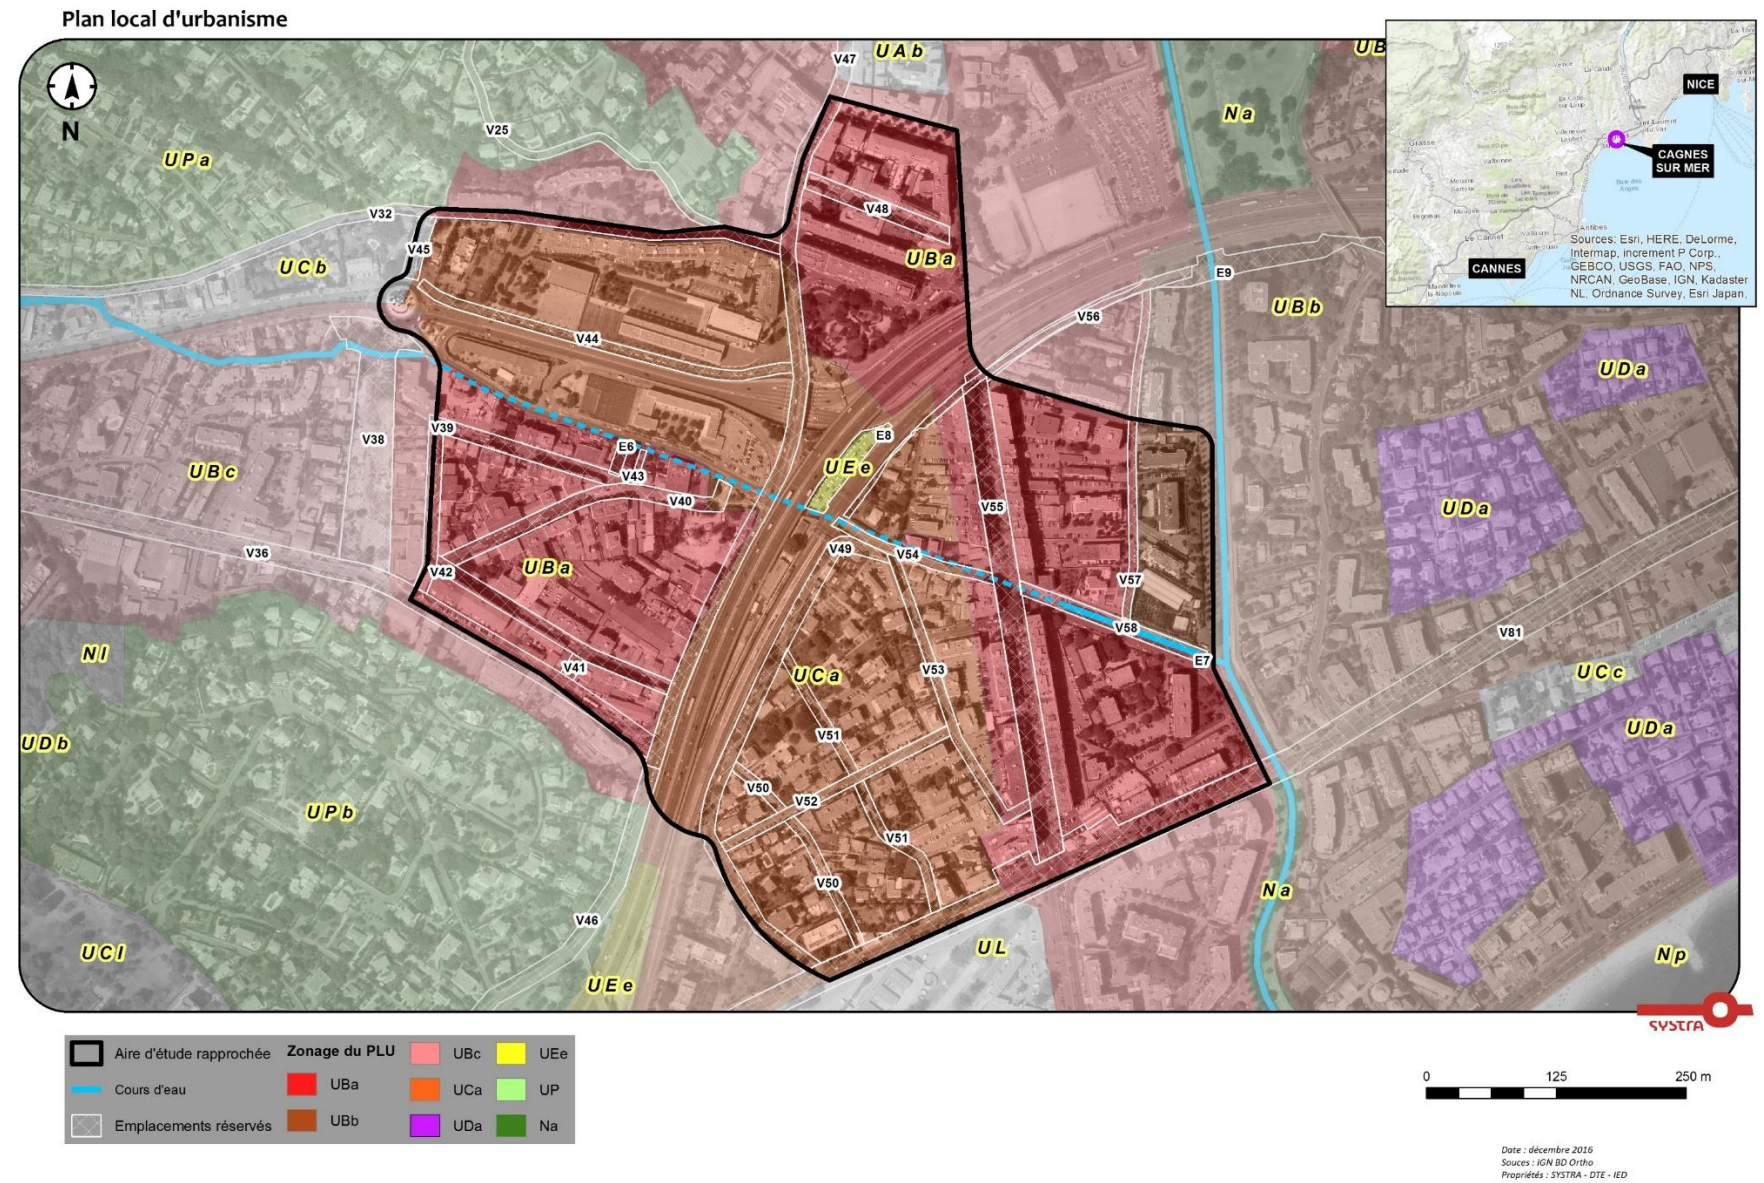 Plan local d'urbanisme
N
V47
UAb
UB
V25
UPa
Na
V32
V45
V48
UCb
UBa
E9
UBb
V56
V44
UDa
V39
E6
E8
UEe
V38
V43
UBc
V40
V55
UDa
V36
V49
V54
V42
UBa
V57
V58
V81
Nl
V41
UCa
V53
E7
UCc
UDb
V51
UDa
V50
V52
UPb
V51
V50
Na
V46
UCl
UEe
UL
Np
NICE
CAGNES
SUR MER
Grasse
Le Cannet
Antibes
CANNES
Sources: Esri, HERE, DeLorme,
Intermap, increment P Corp.,
GEBCO, USGS, FAO, NPS,
NRCAN, GeoBase, IGN, Kadaster
NL, Ordnance Survey, Esri Japan,
SYSTRA
Aire d'étude rapprochée
Cours d'eau
Emplacements réservés
Zonage du PLU
UBa
UBb
UBc
UCa
UDa
UEe
UP
Na
0 125 250 m
Date : décembre 2016
Souces : IGN BD Ortho
Propriétés : SYSTRA - DTE - IED